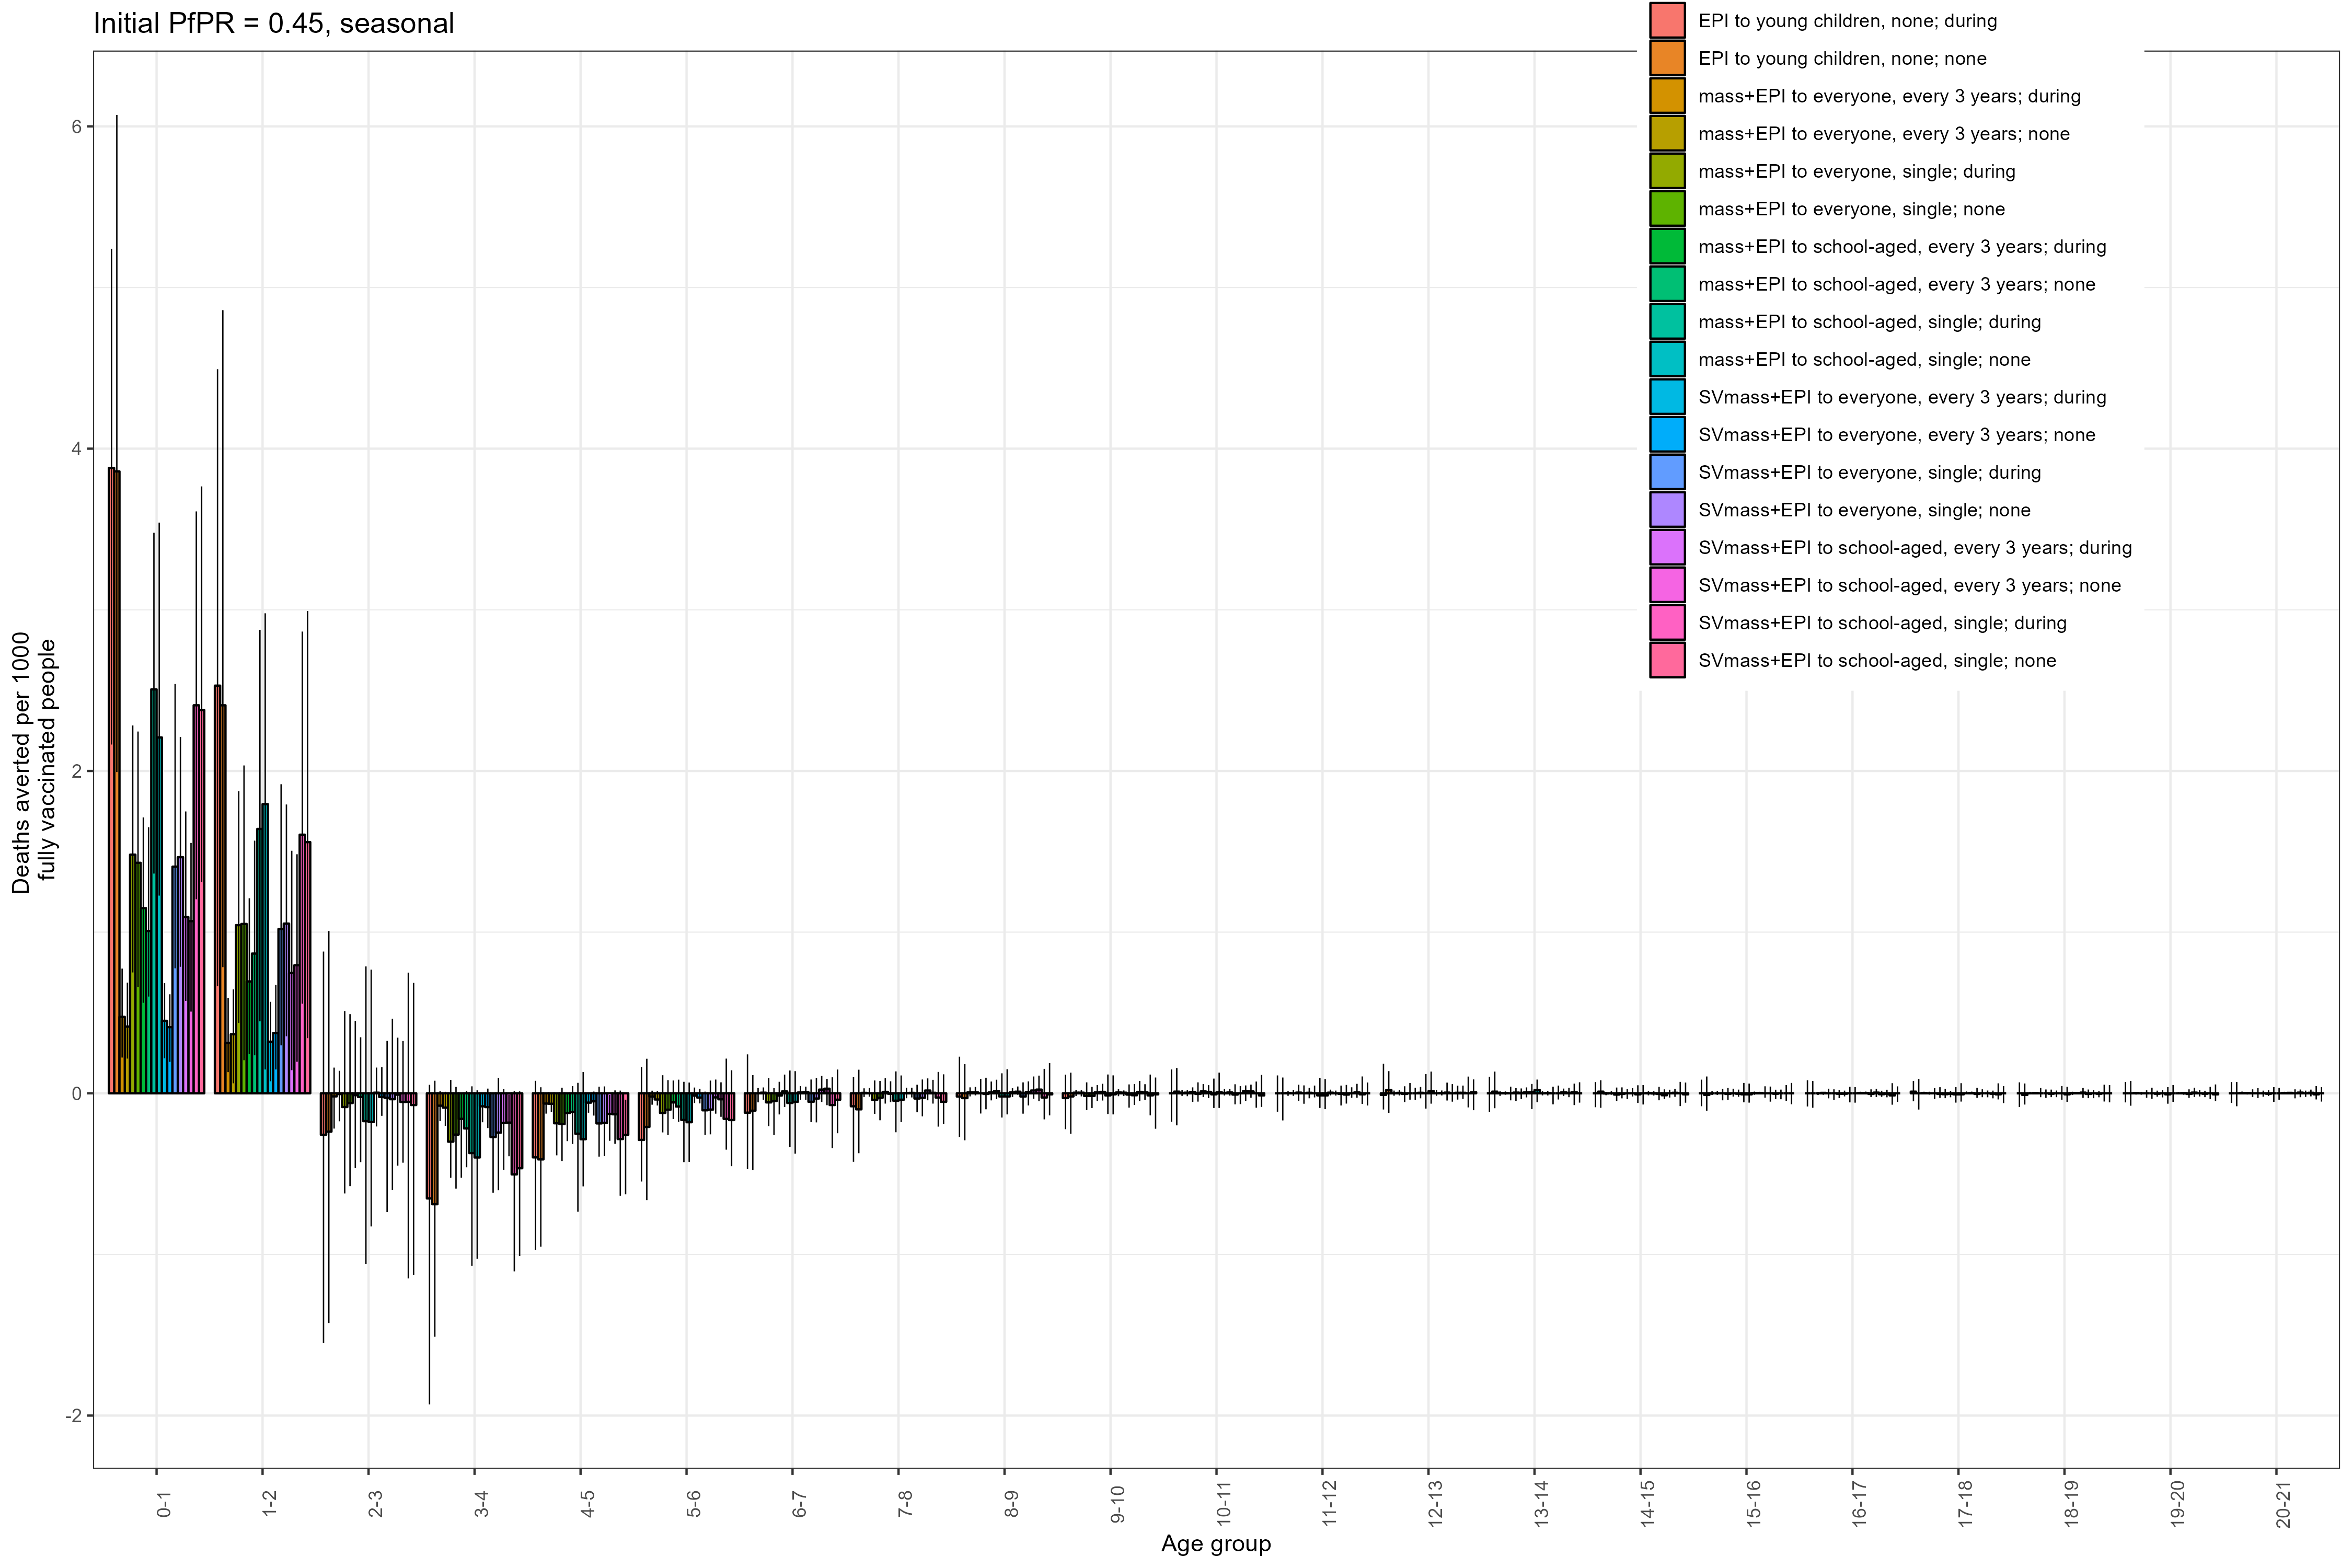 Initial PfPR = 0.45, seasonal
EPI to young children, none; during
EPI to young children, none; none
mass+EPI to everyone, every 3 years; during
mass+EPI to everyone, every 3 years; none
mass+EPI to everyone, single; during
mass+EPI to everyone, single; none
mass+EPI to school-aged, every 3 years; during
mass+EPI to school-aged, every 3 years; none
mass+EPI to school-aged, single; during
mass+EPI to school-aged, single; none
SVmass+EPI to everyone, every 3 years; during
SVmass+EPI to everyone, every 3 years; none
SVmass+EPI to everyone, single; during
SVmass+EPI to everyone, single; none
SVmass+EPI to school-aged, every 3 years; during
SVmass+EPI to school-aged, every 3 years; none
SVmass+EPI to school-aged, single; during
SVmass+EPI to school-aged, single; none
Deaths averted per 1000
fully vaccinated people
6
4
2
0
-2
0-1
1-2
2-3
3-4
4-5
5-6
6-7
7-8
8-9
9-10
10-11
11-12
12-13
13-14
14-15
15-16
16-17
17-18
18-19
19-20
20-21
Age group